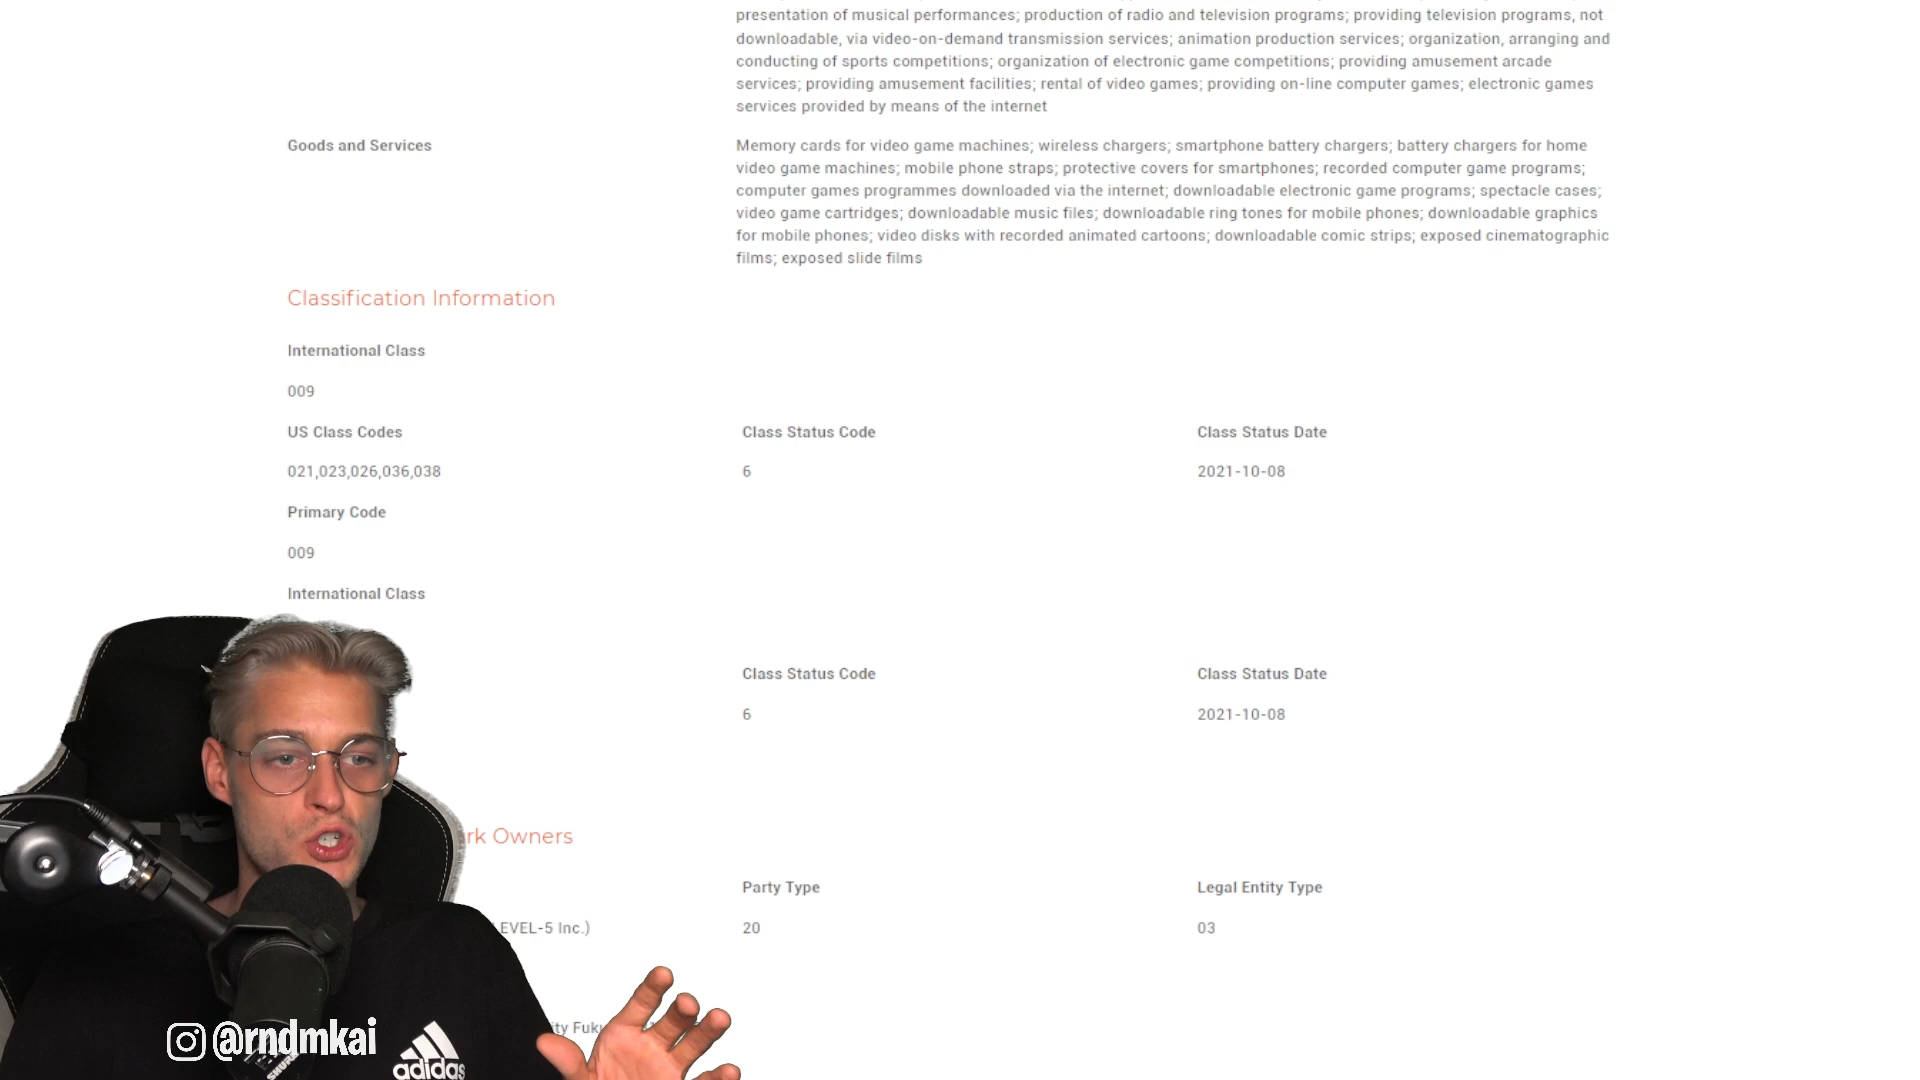 presentation of musical performances; production of radio and television programs; providing television programs, not
downloadable, via video-on-demand transmission services; animation production services; organization, arranging and
conducting of sports competitions; organization of electronic game competitions; providing amusement arcade
services; providing amusement facilities; rental of video games; providing on-line computer games; electronic games
services provided by means of the internet
Goods and Services
Memory cards for video game machines; wireless chargers; smartphone battery chargers; battery chargers for home
video game machines; mobile phone straps; protective covers for smartphones; recorded computer game programs;
computer games programmes downloaded via the internet; downloadable electronic game programs; spectacle cases;
video game cartridges; downloadable music files; downloadable ring tones for mobile phones; downloadable graphics
for mobile phones; video disks with recorded animated cartoons; downloadable comic strips; exposed cinematographic
films; exposed slide films
Classification Information
International Class
009
US Class Codes Class Status Code Class Status Date
021,023,026,036,038 6 2021-10-08
Primary Code
009
International Class
Class Status Code Class Status Date
6 2021-10-08
rk Owners
Party Type Legal Entity Type
EVEL-5 Inc.) 20 03
ity Fuku
@rndmkai
adidas
SHURE